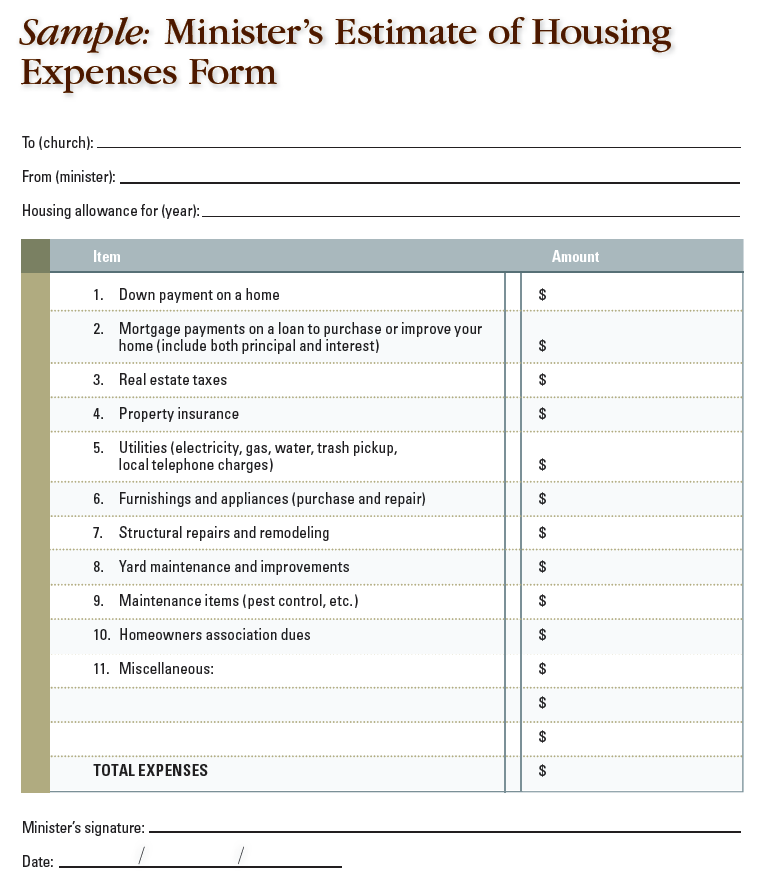 Sample: Minister’s Estimate of Housing
Expenses Form
To (church):
From (minister):
Housing allowance for (year):
Item Amount
1. Down payment on a home $
2. Mortgage payments on a loan to purchase or improve your
home (include both principal and interest) $
3. Real estate taxes $
4. Property insurance $
5. Utilities (electricity, gas, water, trash pickup,
local telephone charges) $
6. Furnishings and appliances (purchase and repair) $
7. Structural repairs and remodeling $
8. Yard maintenance and improvements $
9. Maintenance items (pest control, etc.) $
10. Homeowners association dues $
11. Miscellaneous: $
$
$
TOTAL EXPENSES $
Minister’s signature:
Date: / /